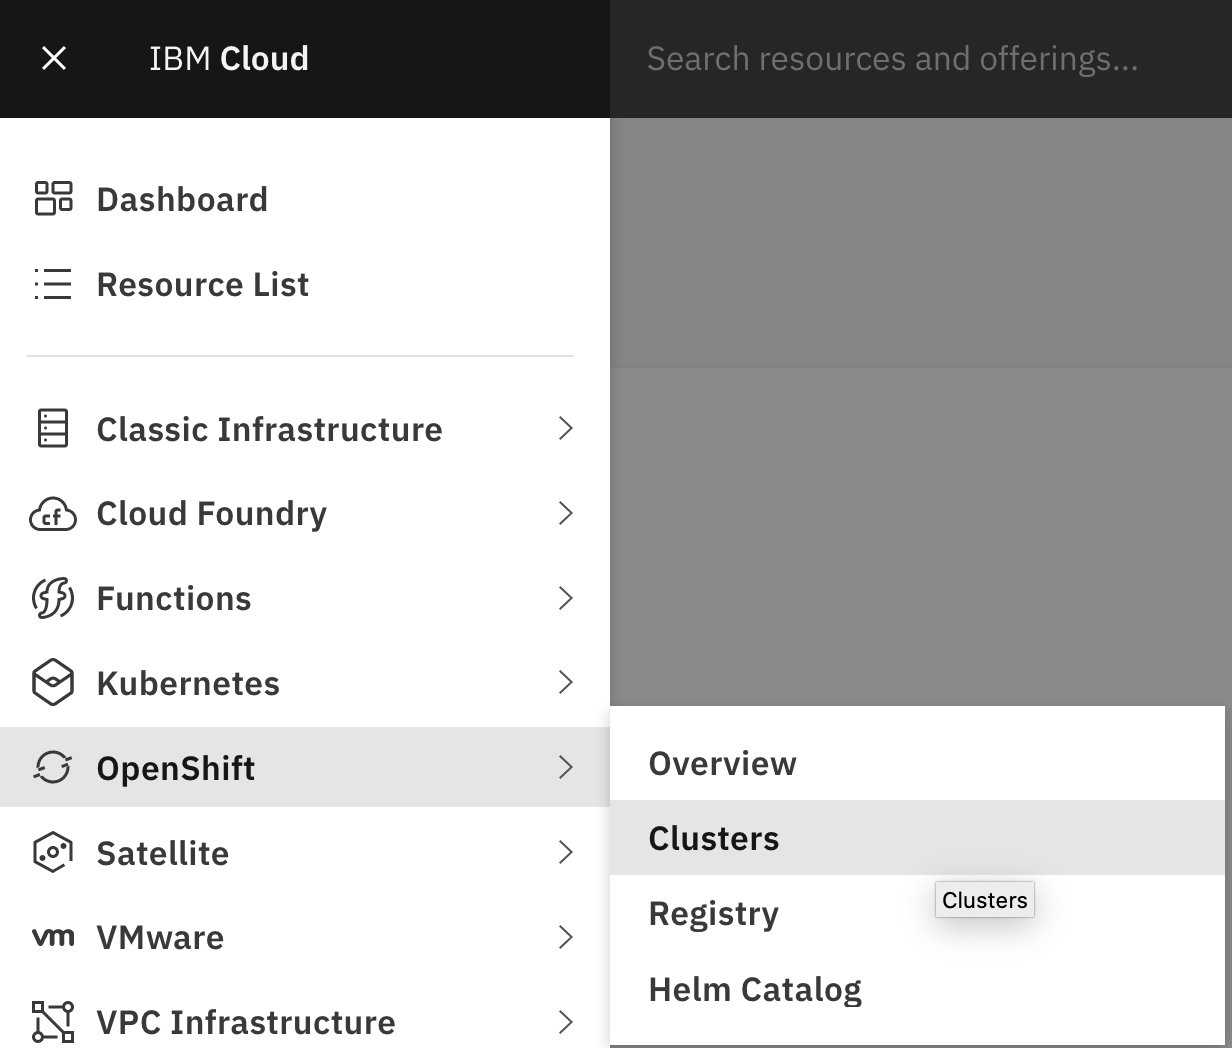 IBM Cloud
Search resources and offerings...
Dashboard
Resource List
Classic Infrastructure
cf
Cloud Foundry
Functions
Kubernetes
OpenShift
Satellite
vm
VMware
VPC Infrastructure
Overview
Clusters
Clusters
Registry
Helm Catalog